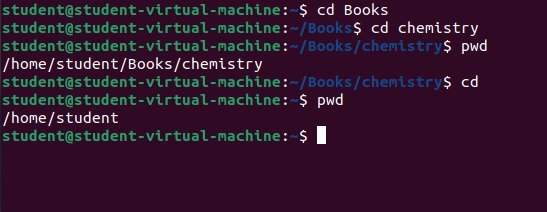 student@student-virtual-machine:~$ cd Books
student@student-virtual-machine:~/Books$ cd chemistry
student@student-virtual-machine:~/Books/chemistry$ pwd
/home/student/Books/chemistry
student@student-virtual-machine:~/Books/chemistry$ cd
student@student-virtual-machine:~$ pwd
/home/student
student@student-virtual-machine:~$